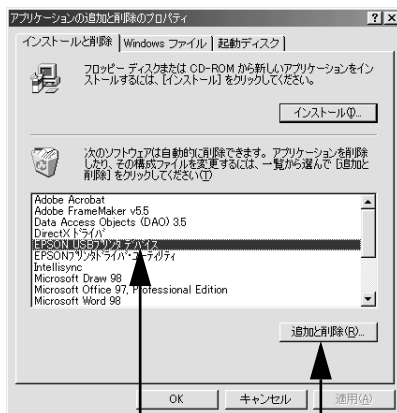 アプリケーションの追加と削除のプロパティ
インストールと削除
Windows ファイル
起動ディスク
フロッピー ディスクまたは CD-ROM から新しいアプリケーションをイン
ストールするには、[インストール] をクリックしてください。
インストール(I)...
次のソフトウェアは自動的に削除できます。アプリケーションを削除
したり、その構成ファイルを変更するには、一覧から選んで [追加と
削除] をクリックしてください(T)
Adobe Acrobat
Adobe FrameMaker v5.5
Data Access Objects (DAO) 3.5
DirectX ドライバ
EPSON USBプリンタデバイス
EPSONプリンタドライバ・ユーティリティ
Intellisync
Microsoft Draw 98
Microsoft Office 97, Professional Edition
Microsoft Word 98
追加と削除(R)...
OK
キャンセル
適用(A)